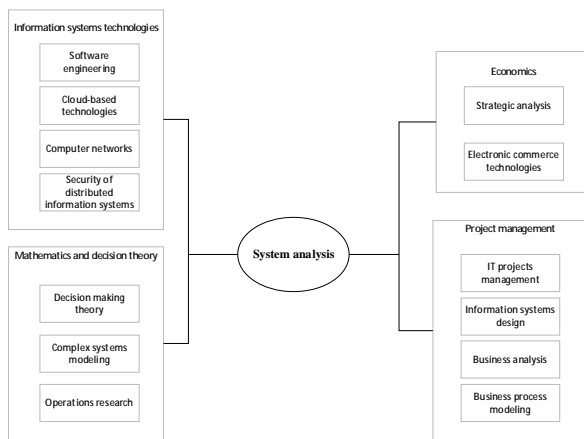 Information systems technologies
Software
engineering
Cloud-based
technologies
Computer networks
Security of
distributed
information systems
Mathematics and decision theory
Decision making
theory
Complex systems
modeling
Operations research
System analysis
Economics
Strategic analysis
Electronic commerce
technologies
Project management
IT projects
management
Information systems
design
Business analysis
Business process
modeling